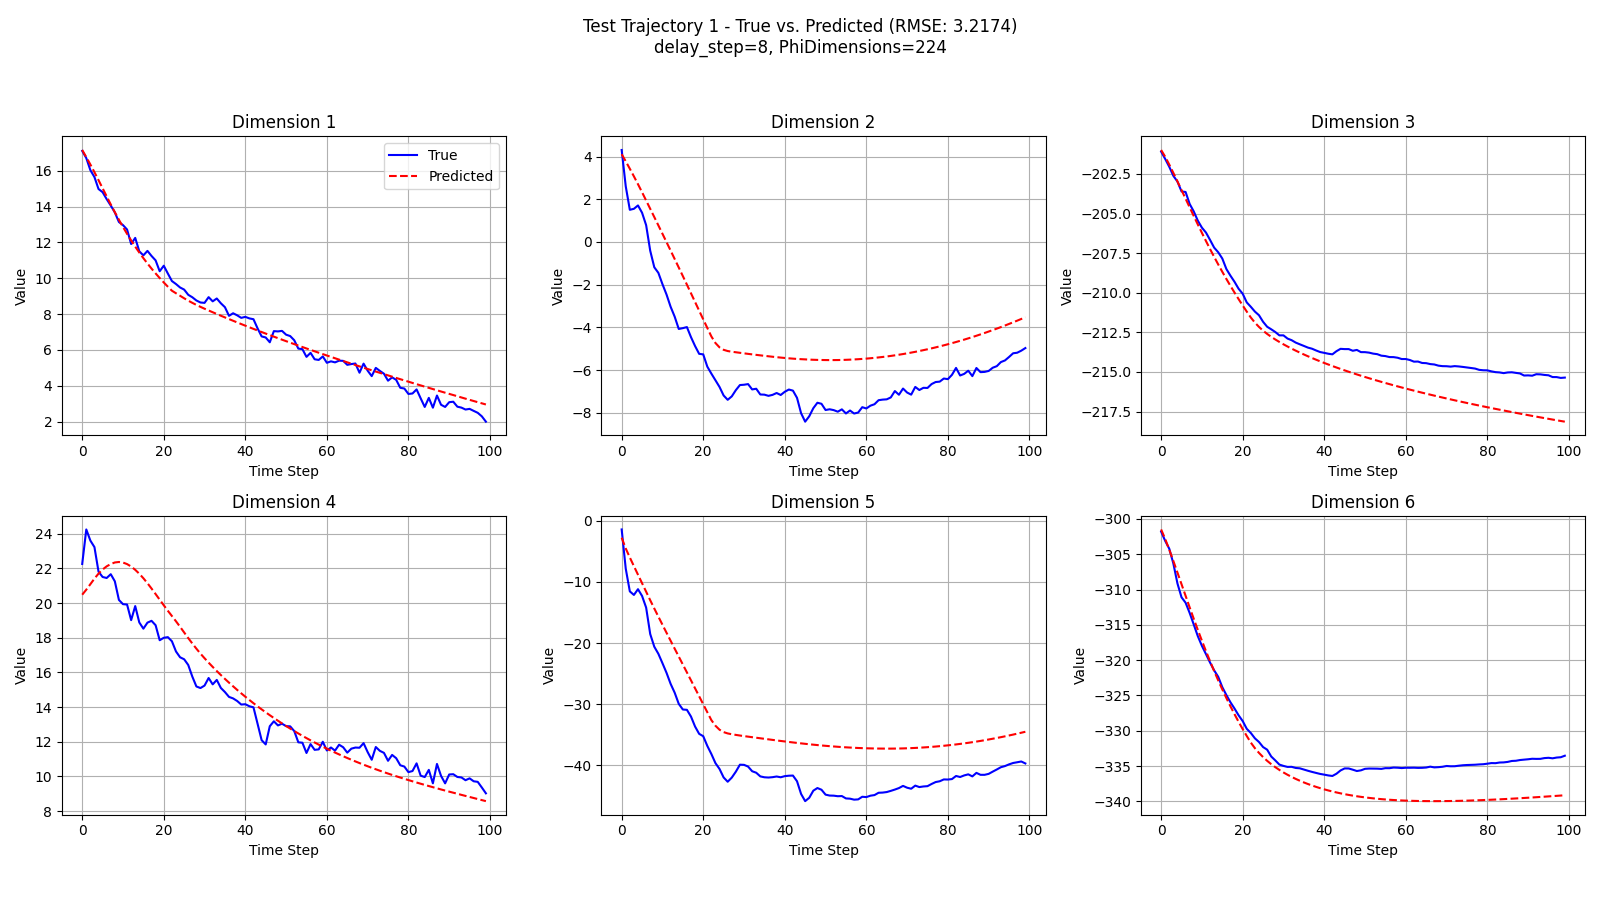 Test Trajectory 1 - True vs. Predicted (RMSE: 3.2174)
delay_step=8, PhiDimensions=224
Dimension 1
True
Predicted
Value
16
14
12
10
8
6
4
2
0 20 40 60 80 100
Time Step
Dimension 2
Value
4
2
0
−2
−4
−6
−8
0 20 40 60 80 100
Time Step
Dimension 3
Value
−202.5
−205.0
−207.5
−210.0
−212.5
−215.0
−217.5
0 20 40 60 80 100
Time Step
Dimension 4
Value
24
22
20
18
16
14
12
10
8
0 20 40 60 80 100
Time Step
Dimension 5
Value
0
−10
−20
−30
−40
0 20 40 60 80 100
Time Step
Dimension 6
Value
−300
−305
−310
−315
−320
−325
−330
−335
−340
0 20 40 60 80 100
Time Step